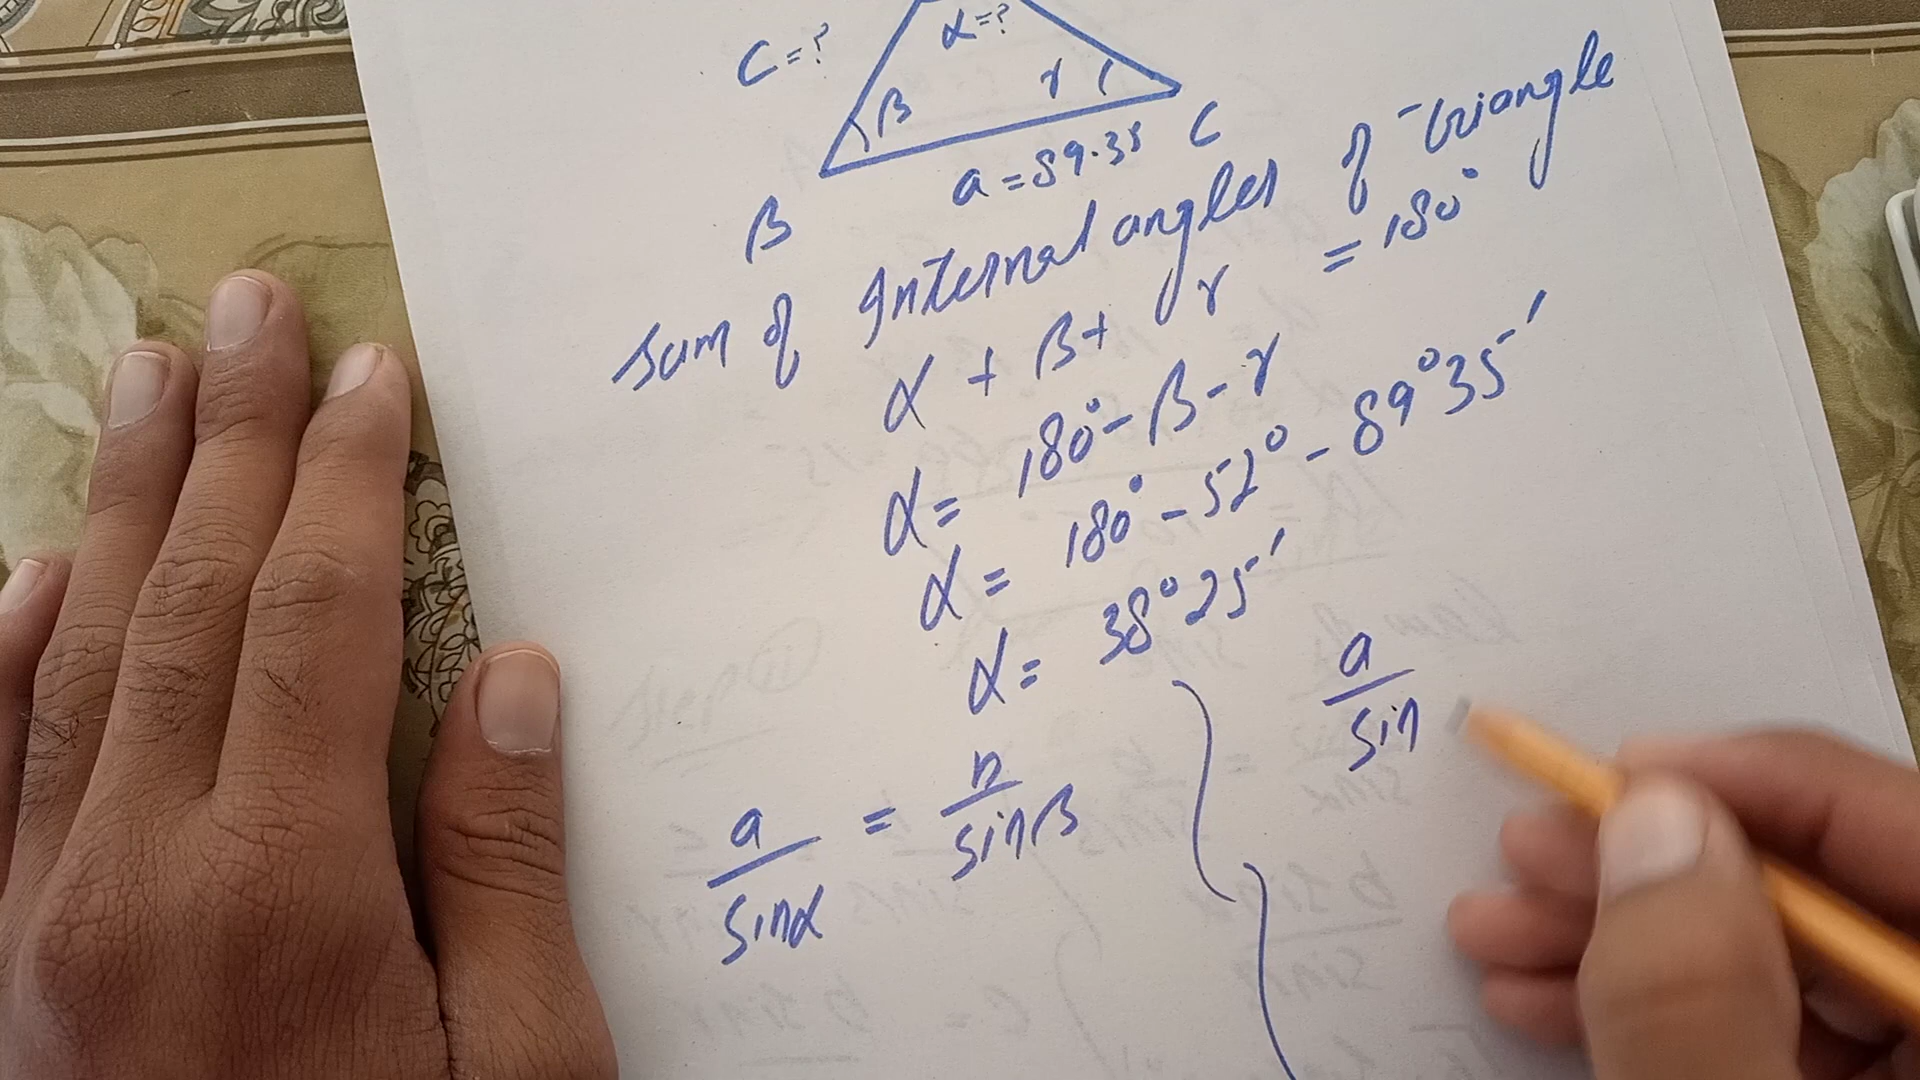 α=?
C=?
β
γ
a=89.35
C
B
Sum of Internal angles of triangle
α + β + γ = 180°
α = 180° - β - γ
α = 180° - 52° - 89°35'
α = 38°25'
a/sinα = b/sinβ
a/sin